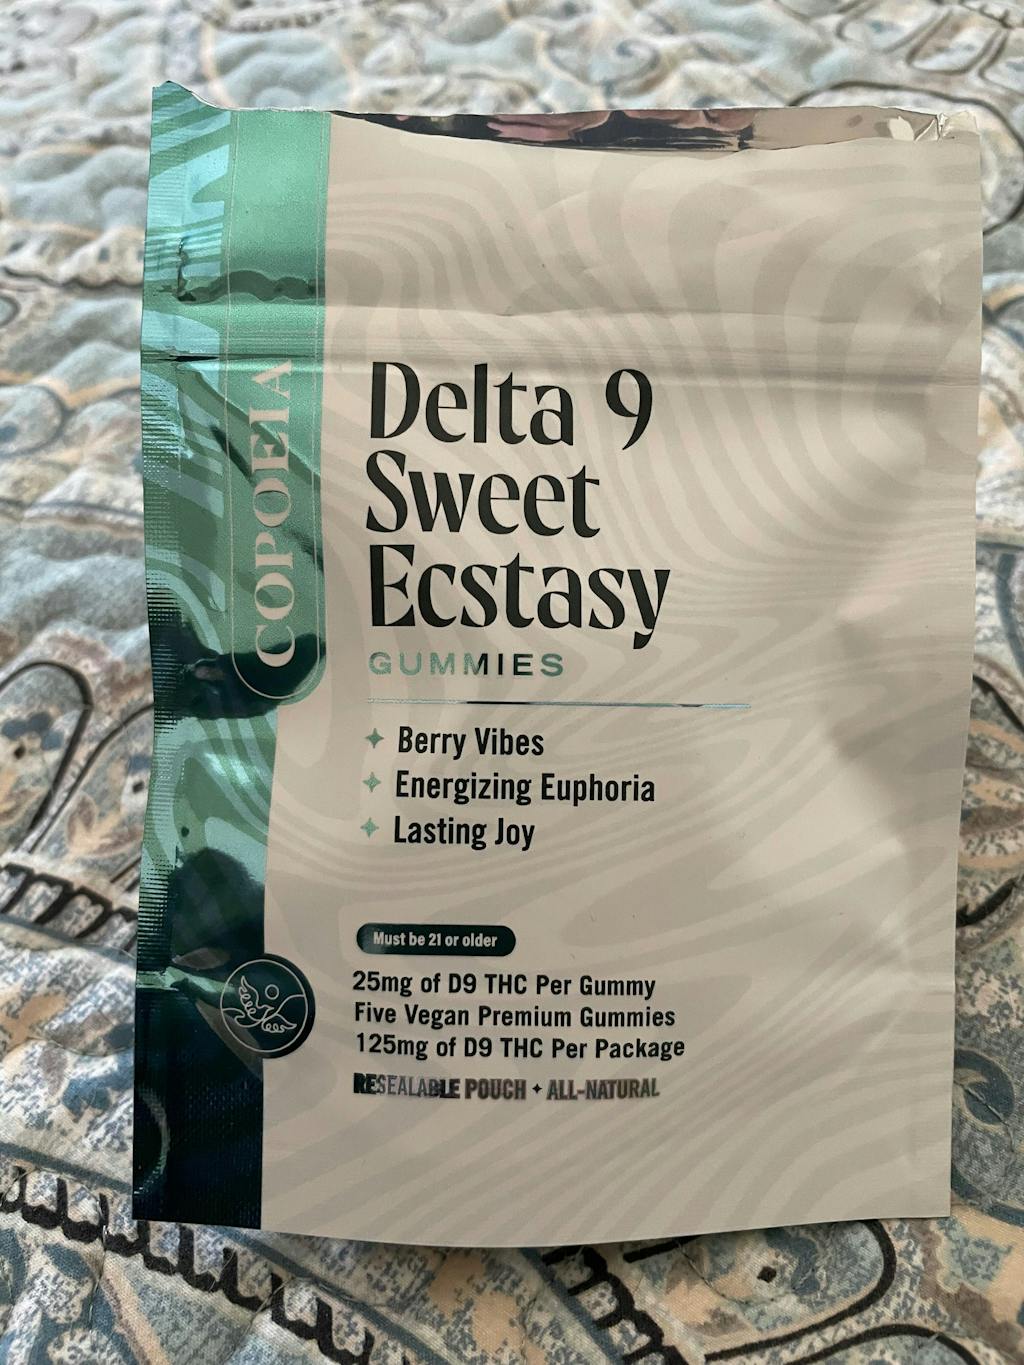 COPOEIA
Delta 9
Sweet
Ecstasy
GUMMIES
Berry Vibes
Energizing Euphoria
Lasting Joy
Must be 21 or older
25mg of D9 THC Per Gummy
Five Vegan Premium Gummies
125mg of D9 THC Per Package
RESEALABLE POUCH ✦ ALL-NATURAL